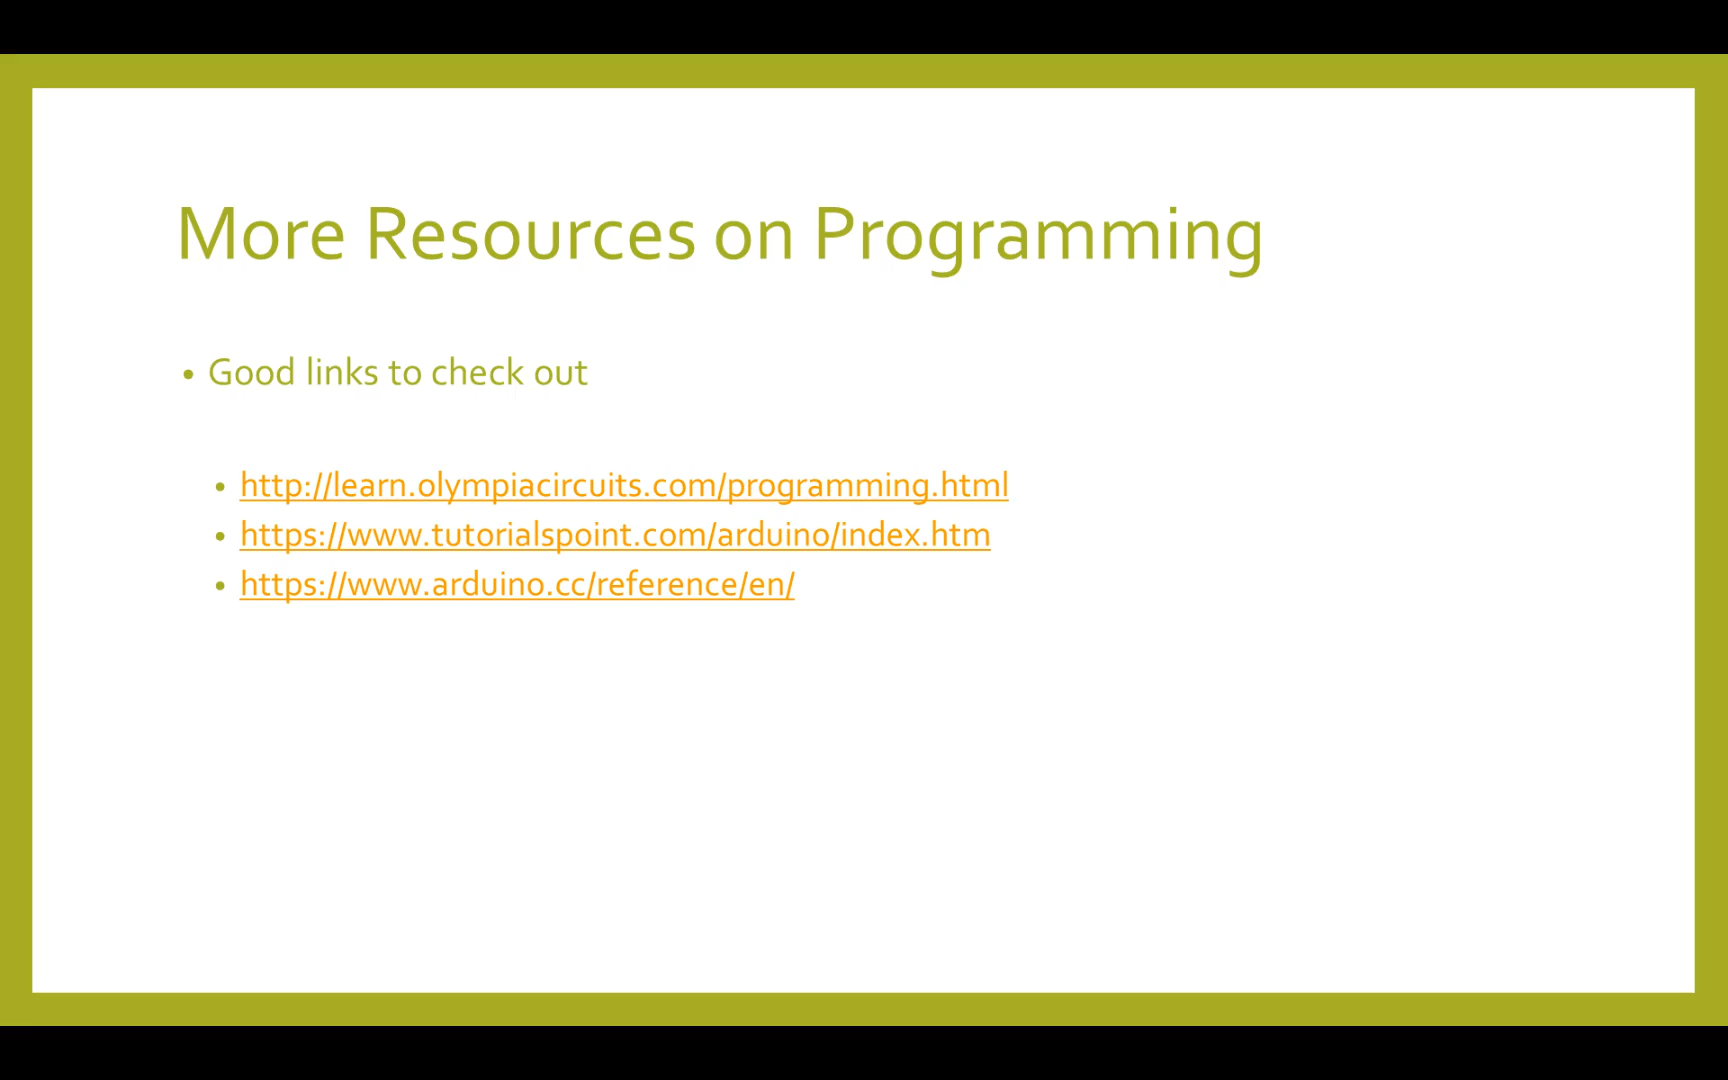 More Resources on Programming
• Good links to check out
• http://learn.olympiacircuits.com/programming.html
• https://www.tutorialspoint.com/arduino/index.htm
• https://www.arduino.cc/reference/en/